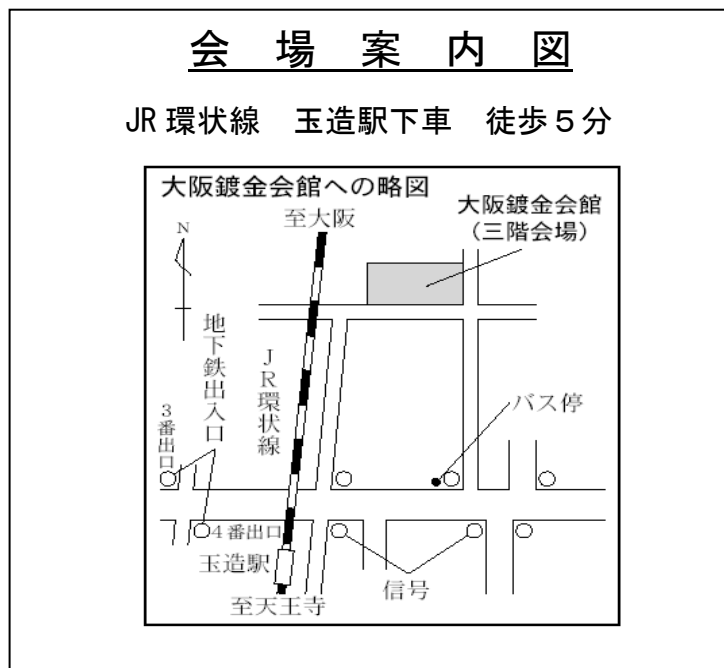 会　場　案　内　図
JR環状線　玉造駅下車　徒歩５分
大阪鍍金会館への略図
至大阪
大阪鍍金会館
（三階会場）
N
地下鉄出入口
JR環状線
３番出口
バス停
４番出口
玉造駅
信号
至天王寺